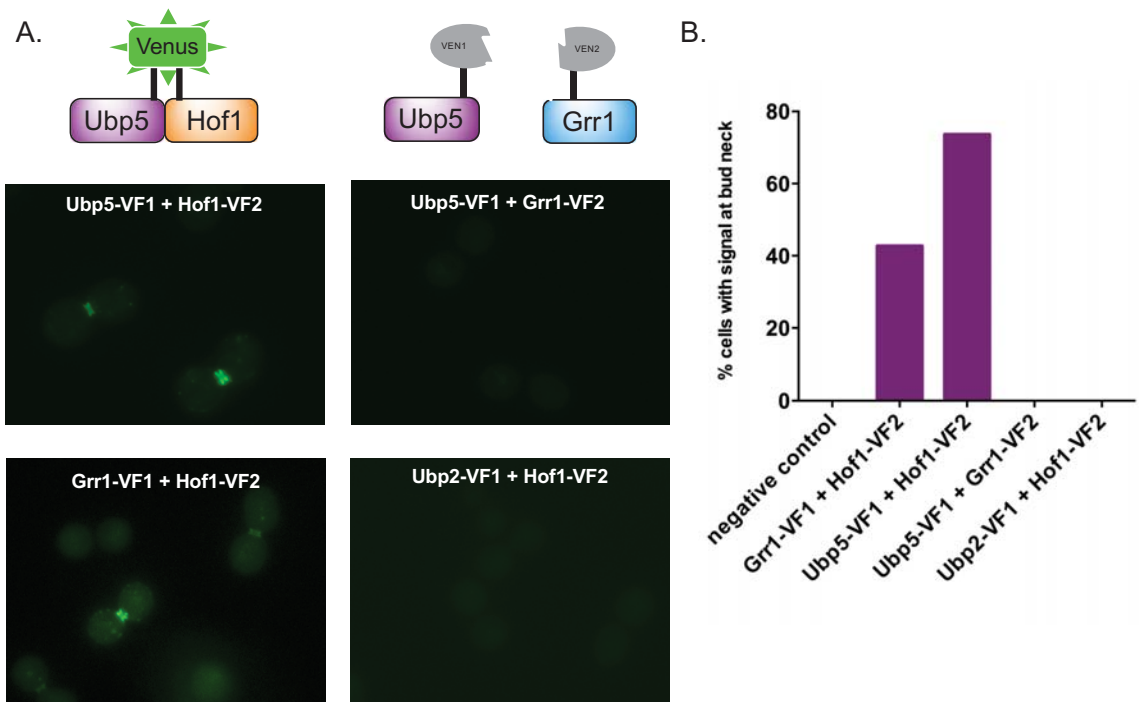 A.
Venus
Ubp5
Hof1
VEN1
VEN2
Ubp5
Grr1
Ubp5-VF1 + Hof1-VF2
Ubp5-VF1 + Grr1-VF2
Grr1-VF1 + Hof1-VF2
Ubp2-VF1 + Hof1-VF2
B.
% cells with signal at bud neck
80
60
40
20
0
negative control
Grr1-VF1 + Hof1-VF2
Ubp5-VF1 + Hof1-VF2
Ubp5-VF1 + Grr1-VF2
Ubp2-VF1 + Hof1-VF2